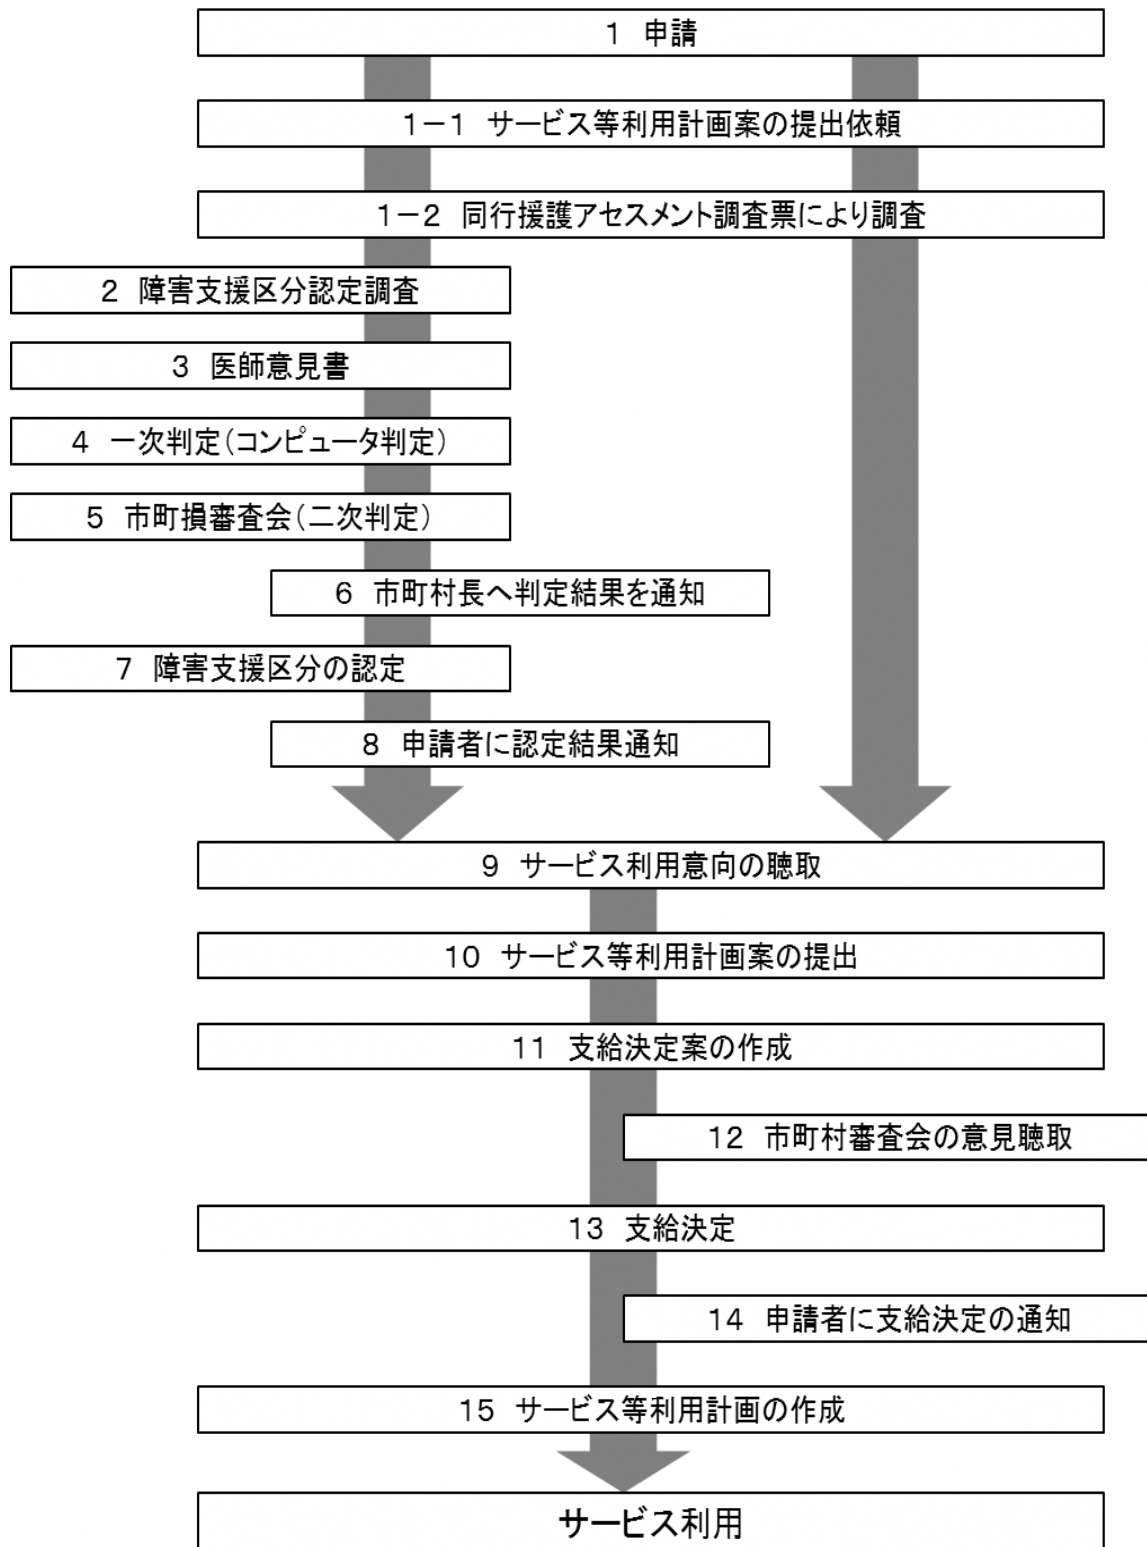 1 申請
1－1 サービス等利用計画案の提出依頼
1－2 同行援護アセスメント調査票により調査
2 障害支援区分認定調査
3 医師意見書
4 一次判定(コンピュータ判定)
5 市町損審査会(二次判定)
6 市町村長へ判定結果を通知
7 障害支援区分の認定
8 申請者に認定結果通知
9 サービス利用意向の聴取
10 サービス等利用計画案の提出
11 支給決定案の作成
12 市町村審査会の意見聴取
13 支給決定
14 申請者に支給決定の通知
15 サービス等利用計画の作成
サービス利用